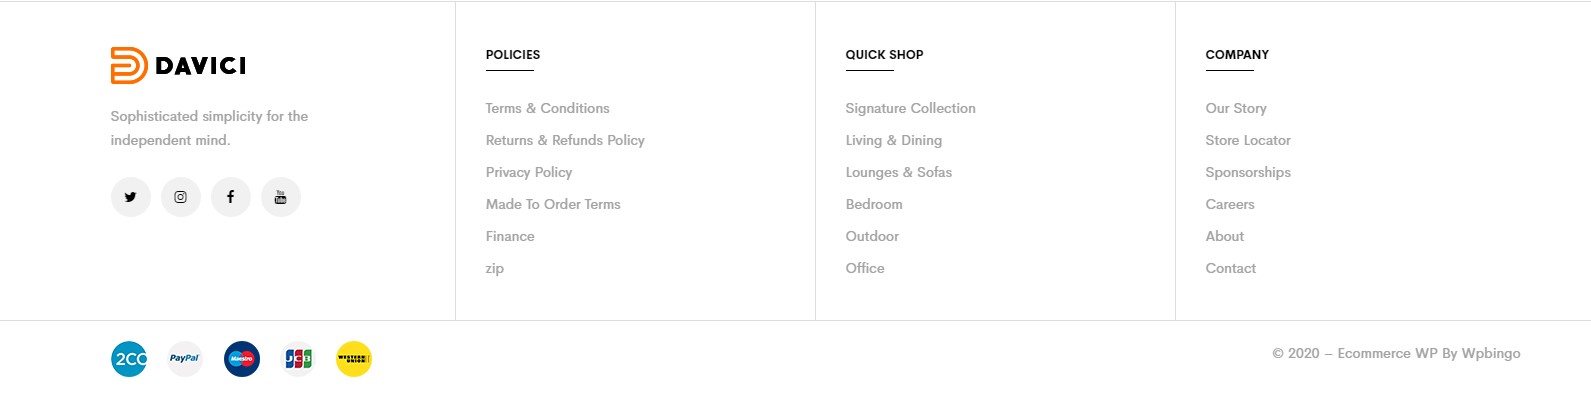 DAVICI
Sophisticated simplicity for the
independent mind.
You
Tube
POLICIES
Terms & Conditions
Returns & Refunds Policy
Privacy Policy
Made To Order Terms
Finance
zip
QUICK SHOP
Signature Collection
Living & Dining
Lounges & Sofas
Bedroom
Outdoor
Office
COMPANY
Our Story
Store Locator
Sponsorships
Careers
About
Contact
2CO
PayPal
Maestro
JCB
WESTERN
UNION
© 2020 – Ecommerce WP By Wpbingo